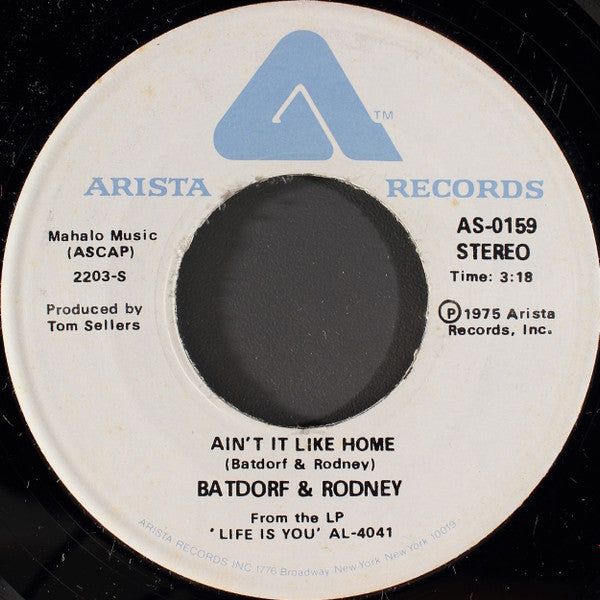 TM
ARISTA RECORDS
Mahalo Music
(ASCAP)
2203-S
Produced by
Tom Sellers
AS-0159
STEREO
Time: 3:18
℗1975 Arista
Records, Inc.
AIN'T IT LIKE HOME
(Batdorf & Rodney)
BATDORF & RODNEY
From the LP
'LIFE IS YOU' AL-4041
ARISTA RECORDS INC. 1776 Broadway New York New York 10019